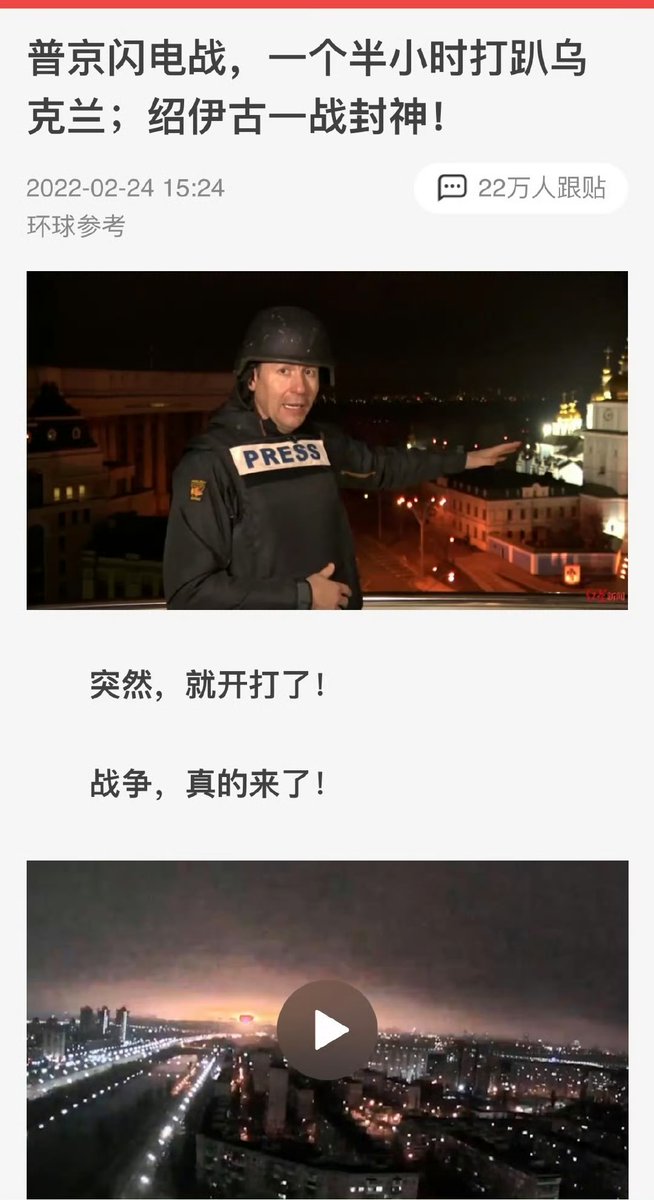 普京闪电战，一个半小时打趴乌
克兰；绍伊古一战封神！
2022-02-24 15:24
22万人跟贴
环球参考
PRESS
突然，就开打了！
战争，真的来了！